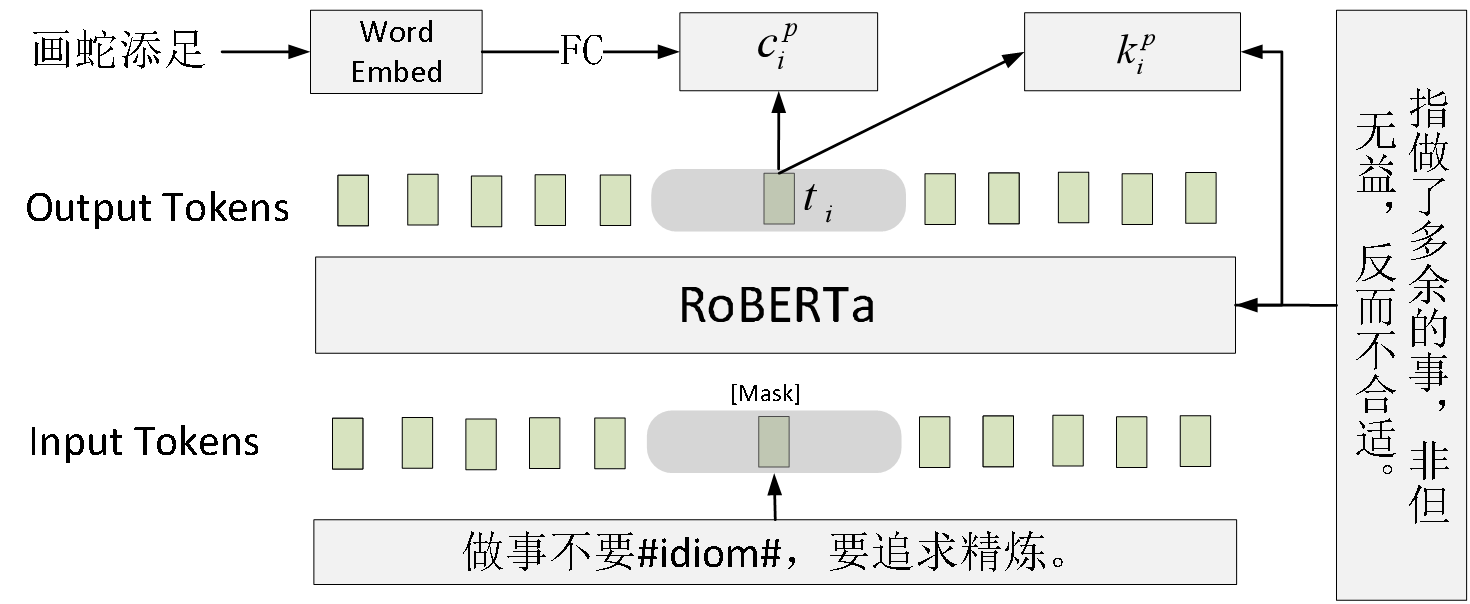 画蛇添足
Word
Embed
FC
c_i^p
k_i^p
Output Tokens
t_i
RoBERTa
[Mask]
Input Tokens
做事不要#idiom#，要追求精炼。
指做了多余的事，非但
无益，反而不合适。